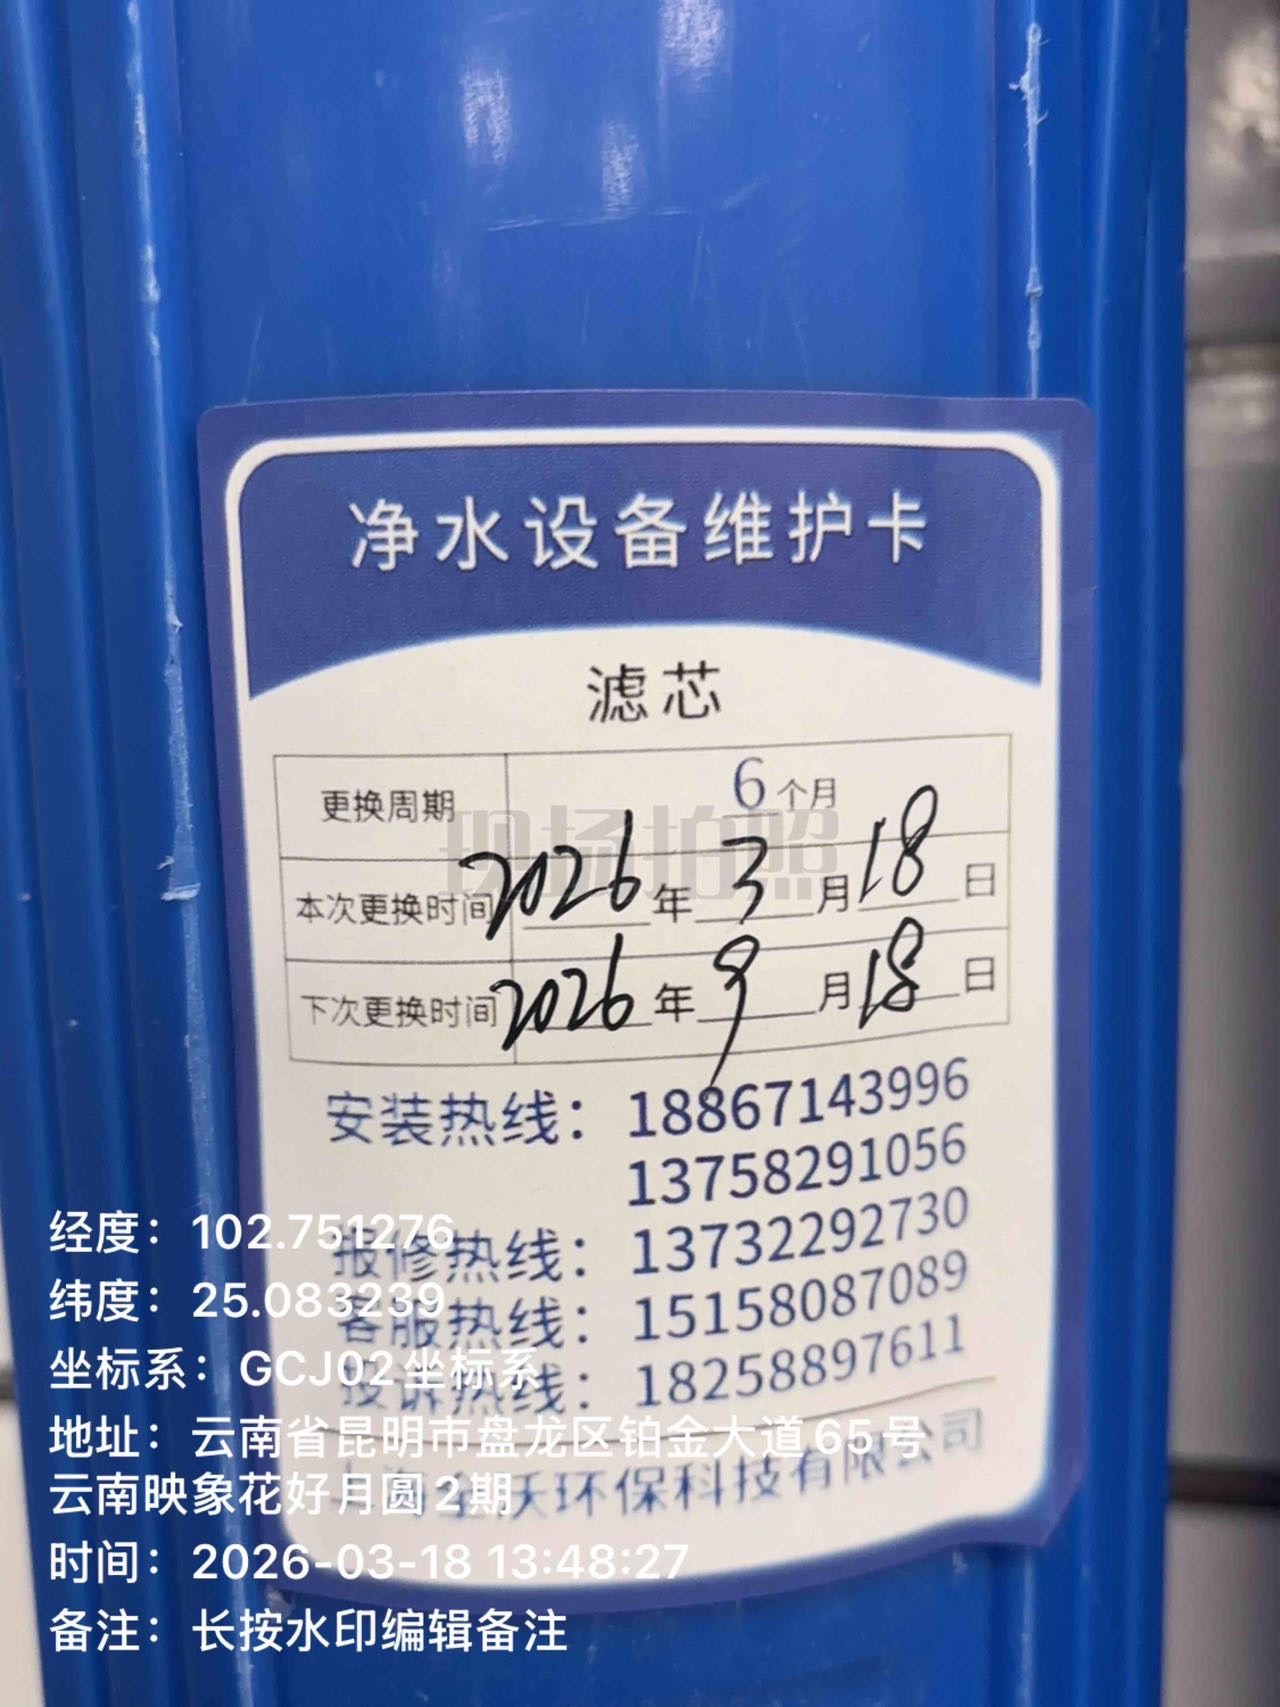 净水设备维护卡
滤芯
更换周期 6个月
现场拍照
本次更换时间 2026年3月18日
下次更换时间 2026年9月18日
安装热线：18867143996
13758291056
报修热线：13732292730
客服热线：15158087089
投诉热线：18258897611
沃环保科技有限公司
经度：102.751276
纬度：25.083239
坐标系：GCJ02坐标系
地址：云南省昆明市盘龙区铂金大道65号
云南映象花好月圆2期
时间：2026-03-18 13:48:27
备注：长按水印编辑备注